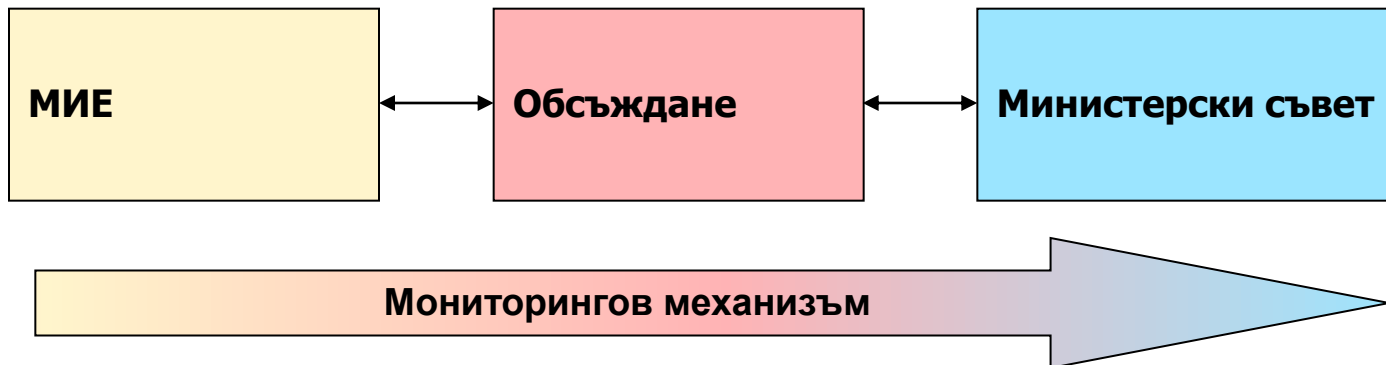 МИЕ
Обсъждане
Министерски съвет
Мониторингов механизъм